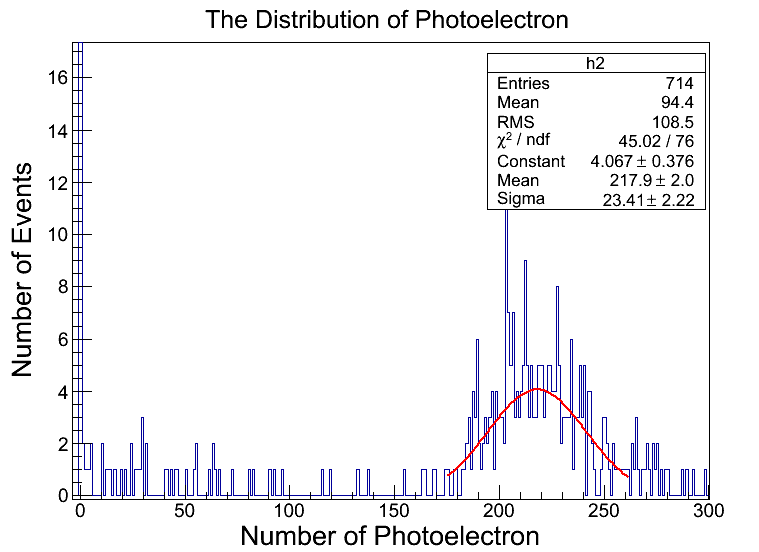 The Distribution of Photoelectron
h2
Entries 714
Mean 94.4
RMS 108.5
χ² / ndf 45.02 / 76
Constant 4.067 ± 0.376
Mean 217.9 ± 2.0
Sigma 23.41 ± 2.22
Number of Events
16
14
12
10
8
6
4
2
0
0 50 100 150 200 250 300
Number of Photoelectron